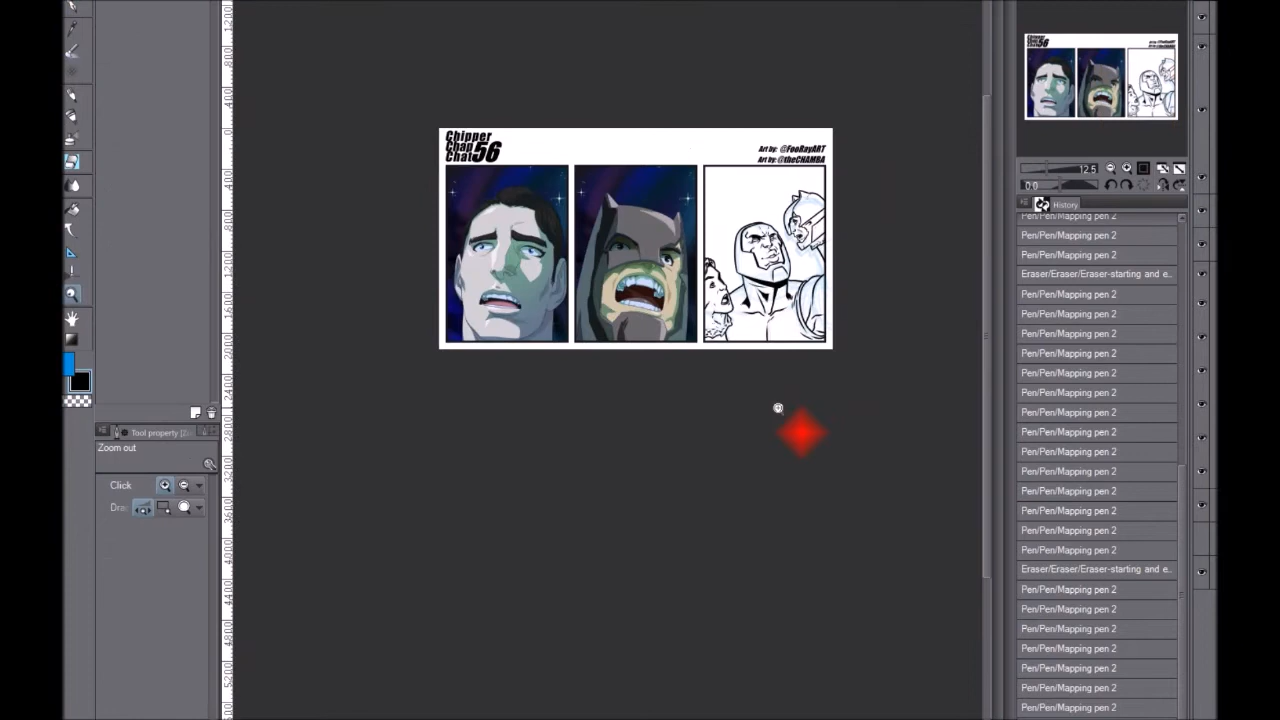 Chipper
Chap
Chat 56
Art by: @FooRayART
Art by: @theCHAMBA
12.5
0.0
History
Pen/Pen/Mapping pen 2
Pen/Pen/Mapping pen 2
Pen/Pen/Mapping pen 2
Eraser/Eraser/Eraser-starting and e..
Pen/Pen/Mapping pen 2
Pen/Pen/Mapping pen 2
Pen/Pen/Mapping pen 2
Pen/Pen/Mapping pen 2
Pen/Pen/Mapping pen 2
Pen/Pen/Mapping pen 2
Pen/Pen/Mapping pen 2
Pen/Pen/Mapping pen 2
Pen/Pen/Mapping pen 2
Pen/Pen/Mapping pen 2
Pen/Pen/Mapping pen 2
Pen/Pen/Mapping pen 2
Pen/Pen/Mapping pen 2
Pen/Pen/Mapping pen 2
Eraser/Eraser/Eraser-starting and e..
Pen/Pen/Mapping pen 2
Pen/Pen/Mapping pen 2
Pen/Pen/Mapping pen 2
Pen/Pen/Mapping pen 2
Pen/Pen/Mapping pen 2
Pen/Pen/Mapping pen 2
Pen/Pen/Mapping pen 2
Tool property
Zoom out
Click